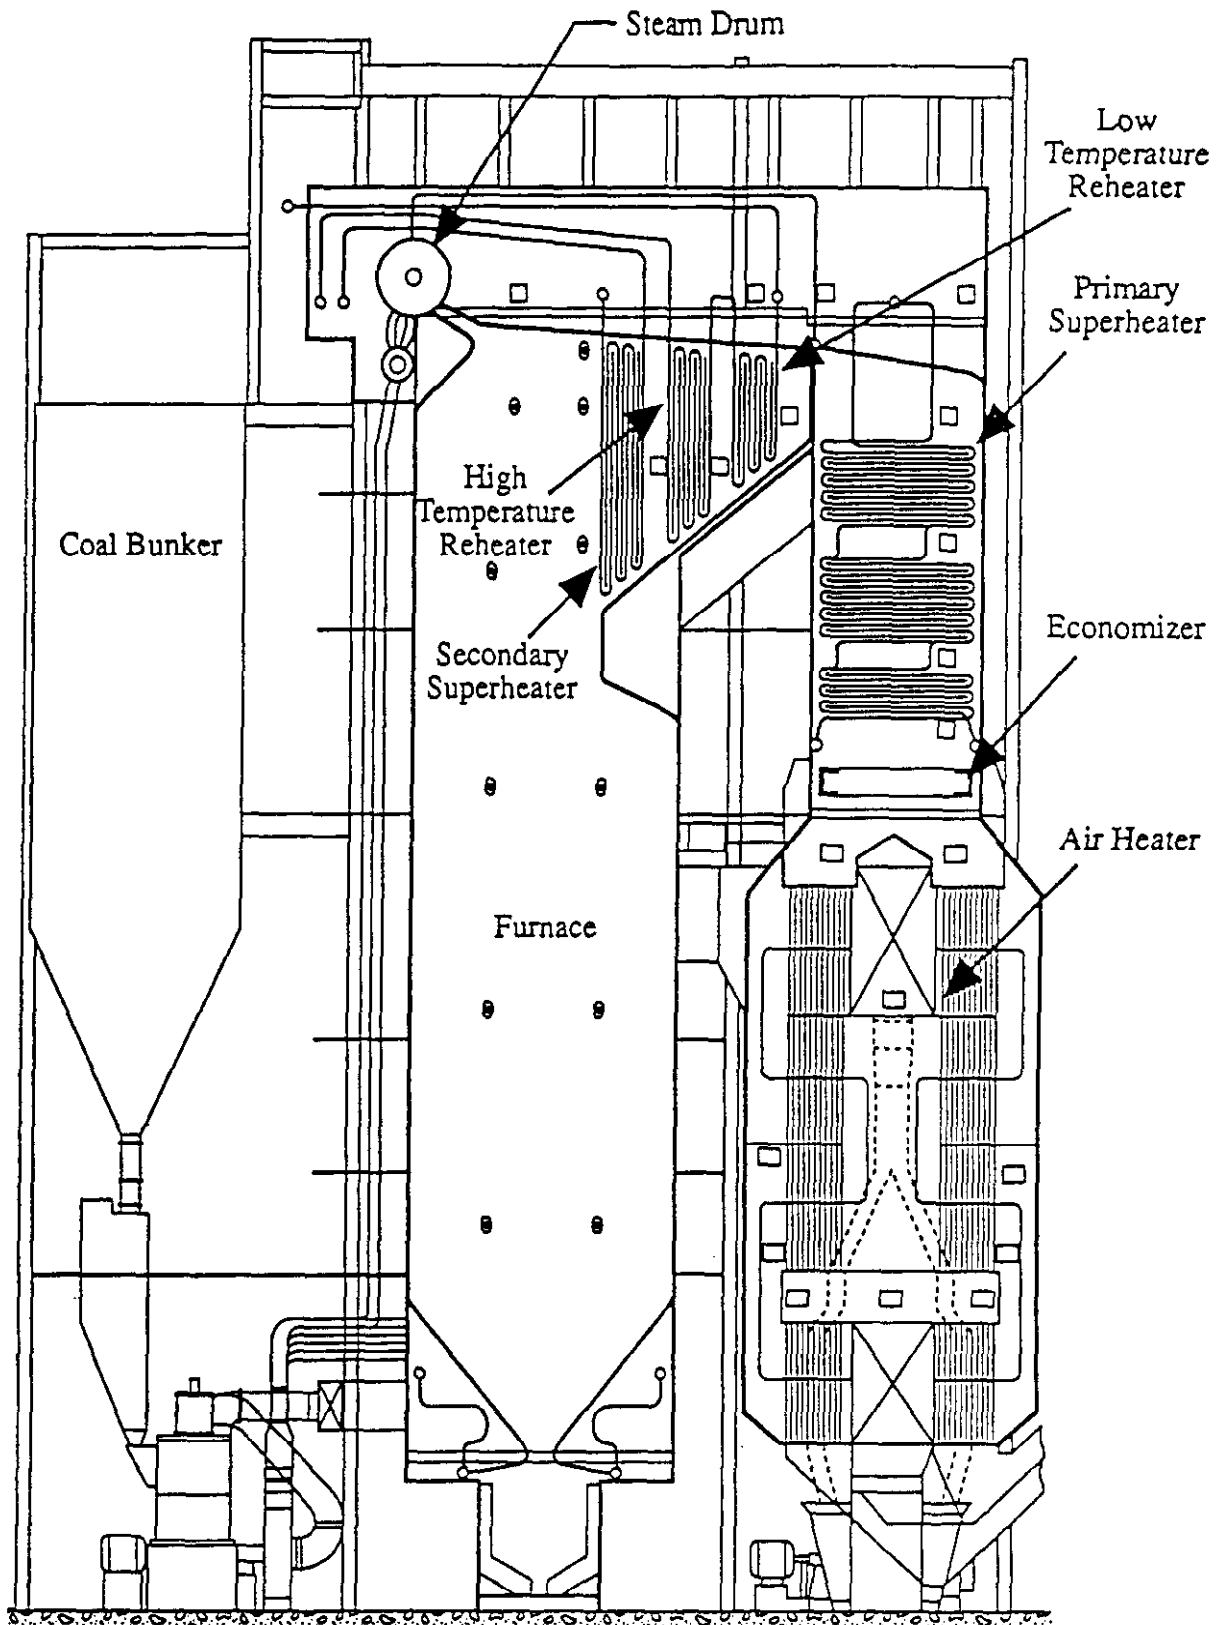 Steam Drum
Low
Temperature
Reheater
Primary
Superheater
High
Temperature
Reheater
Coal Bunker
Economizer
Secondary
Superheater
Air Heater
Furnace